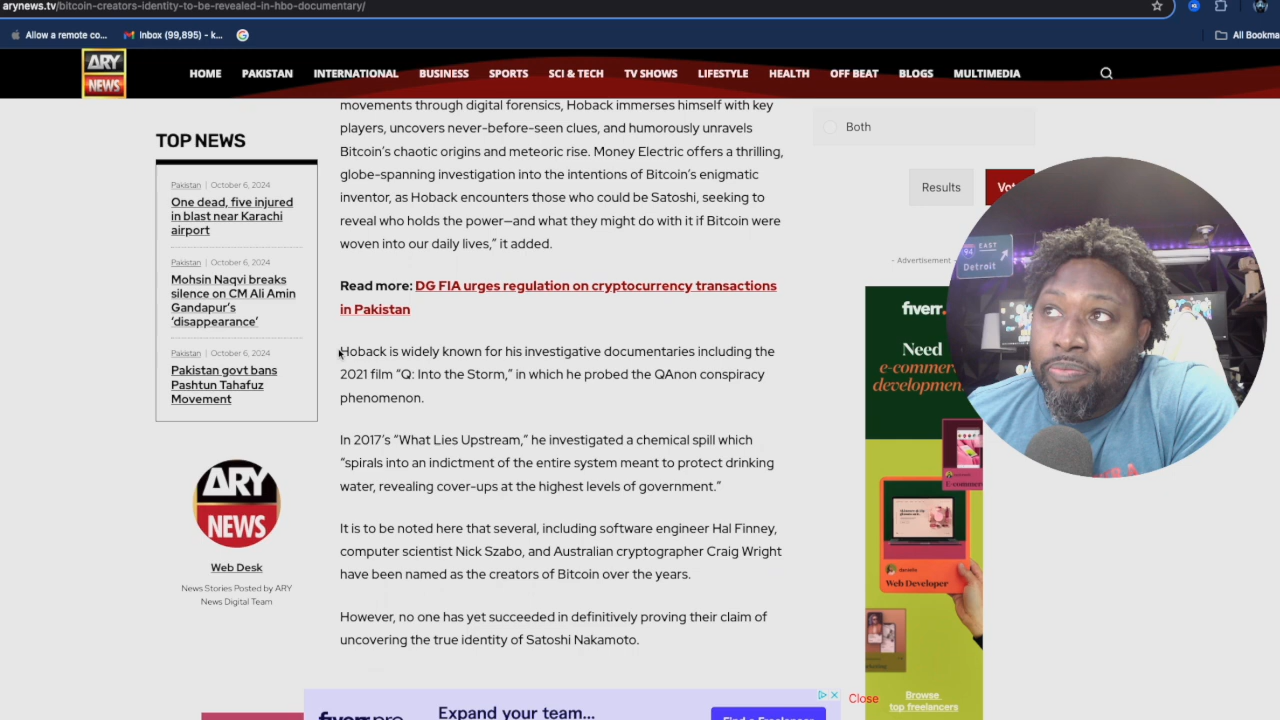 arynews.tv/bitcoin-creators-identity-to-be-revealed-in-hbo-documentary/
Allow a remote co...
Inbox (99,895) - k...
All Bookma
ARY
NEWS
HOME
PAKISTAN
INTERNATIONAL
BUSINESS
SPORTS
SCI & TECH
TV SHOWS
LIFESTYLE
HEALTH
OFF BEAT
BLOGS
MULTIMEDIA
TOP NEWS
Pakistan | October 6, 2024
One dead, five injured
in blast near Karachi
airport
Pakistan | October 6, 2024
Mohsin Naqvi breaks
silence on CM Ali Amin
Gandapur's
'disappearance'
Pakistan | October 6, 2024
Pakistan govt bans
Pashtun Tahafuz
Movement
ARY
NEWS
Web Desk
News Stories Posted by ARY
News Digital Team
movements through digital forensics, Hoback immerses himself with key
players, uncovers never-before-seen clues, and humorously unravels
Bitcoin's chaotic origins and meteoric rise. Money Electric offers a thrilling,
globe-spanning investigation into the intentions of Bitcoin's enigmatic
inventor, as Hoback encounters those who could be Satoshi, seeking to
reveal who holds the power—and what they might do with it if Bitcoin were
woven into our daily lives," it added.
Read more: DG FIA urges regulation on cryptocurrency transactions
in Pakistan
Hoback is widely known for his investigative documentaries including the
2021 film "Q: Into the Storm," in which he probed the QAnon conspiracy
phenomenon.
In 2017's "What Lies Upstream," he investigated a chemical spill which
"spirals into an indictment of the entire system meant to protect drinking
water, revealing cover-ups at the highest levels of government."
It is to be noted here that several, including software engineer Hal Finney,
computer scientist Nick Szabo, and Australian cryptographer Craig Wright
have been named as the creators of Bitcoin over the years.
However, no one has yet succeeded in definitively proving their claim of
uncovering the true identity of Satoshi Nakamoto.
Both
Results
Vot
- Advertisement -
94
EAST
Detroit
fiverr.
Need
e-commer
developmen
E-commerc
Web Developer
Browse
top freelancers
Close
fiverr pro
Expand your team...
Find a Freelancer